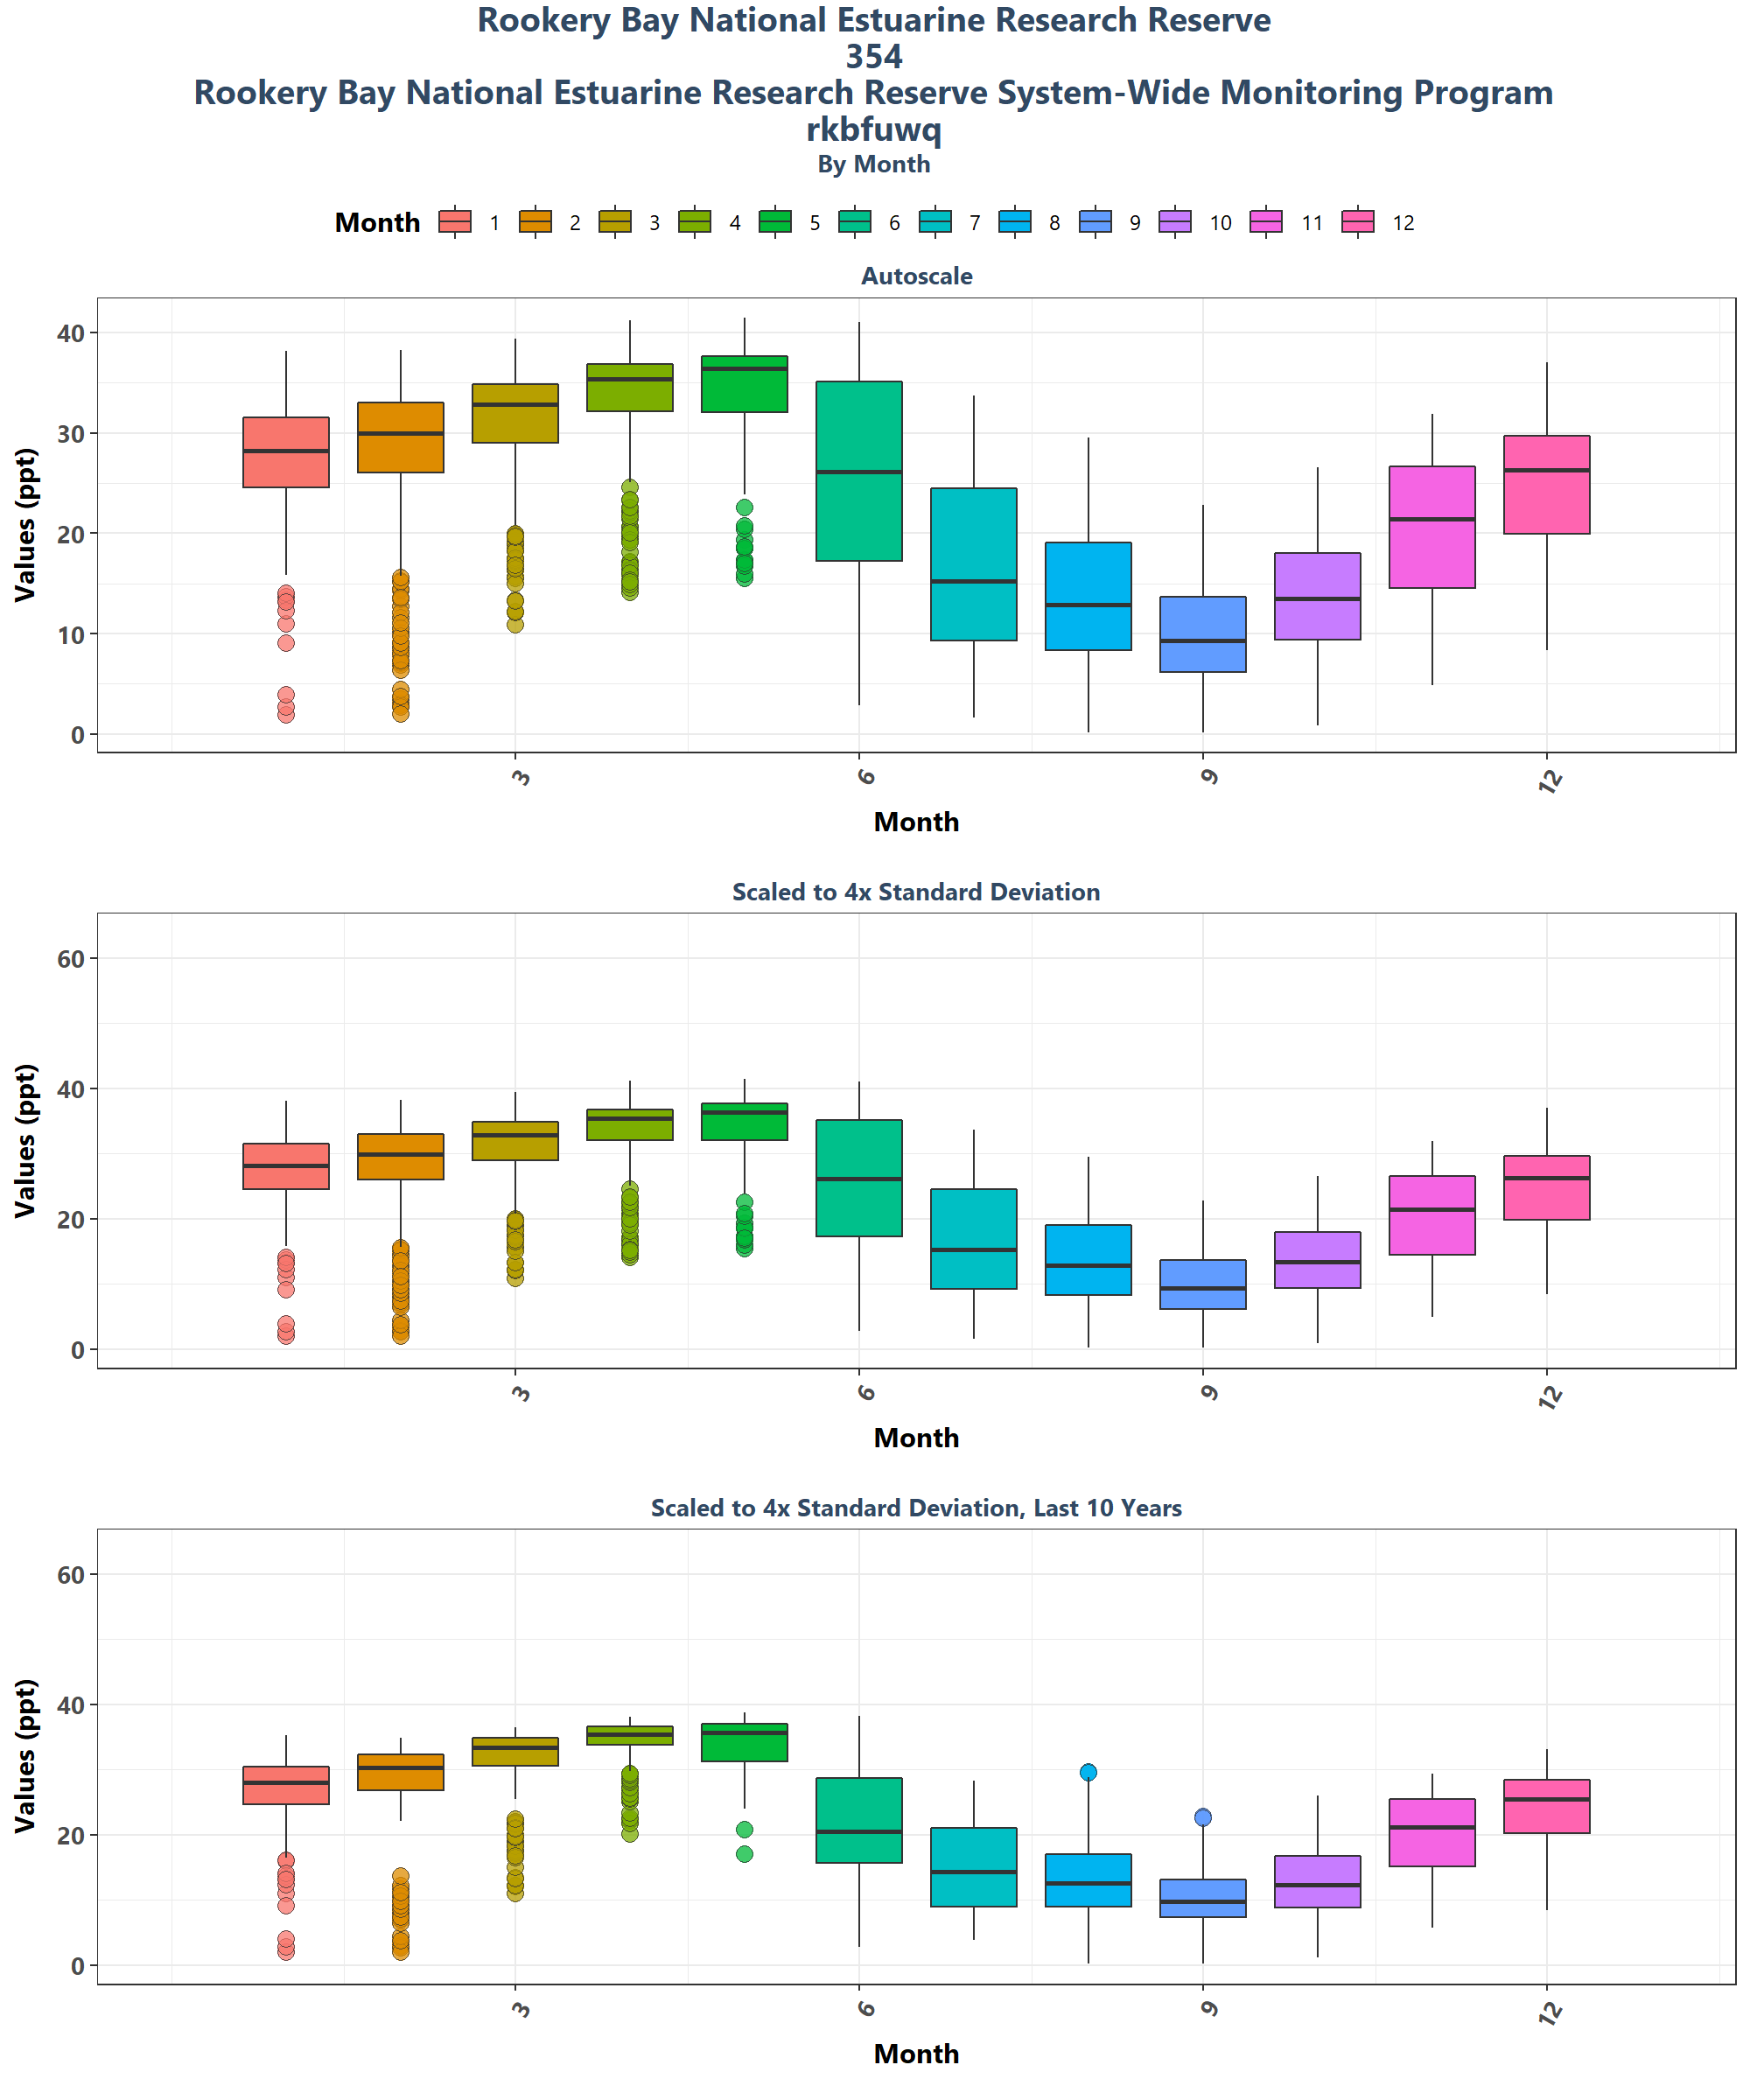 Rookery Bay National Estuarine Research Reserve
354
Rookery Bay National Estuarine Research Reserve System-Wide Monitoring Program
rkbfuwq
By Month
Month 1 2 3 4 5 6 7 8 9 10 11 12
Autoscale
Values (ppt)
40
30
20
10
0
3 6 9 12
Month
Scaled to 4x Standard Deviation
Values (ppt)
60
40
20
0
3 6 9 12
Month
Scaled to 4x Standard Deviation, Last 10 Years
Values (ppt)
60
40
20
0
3 6 9 12
Month